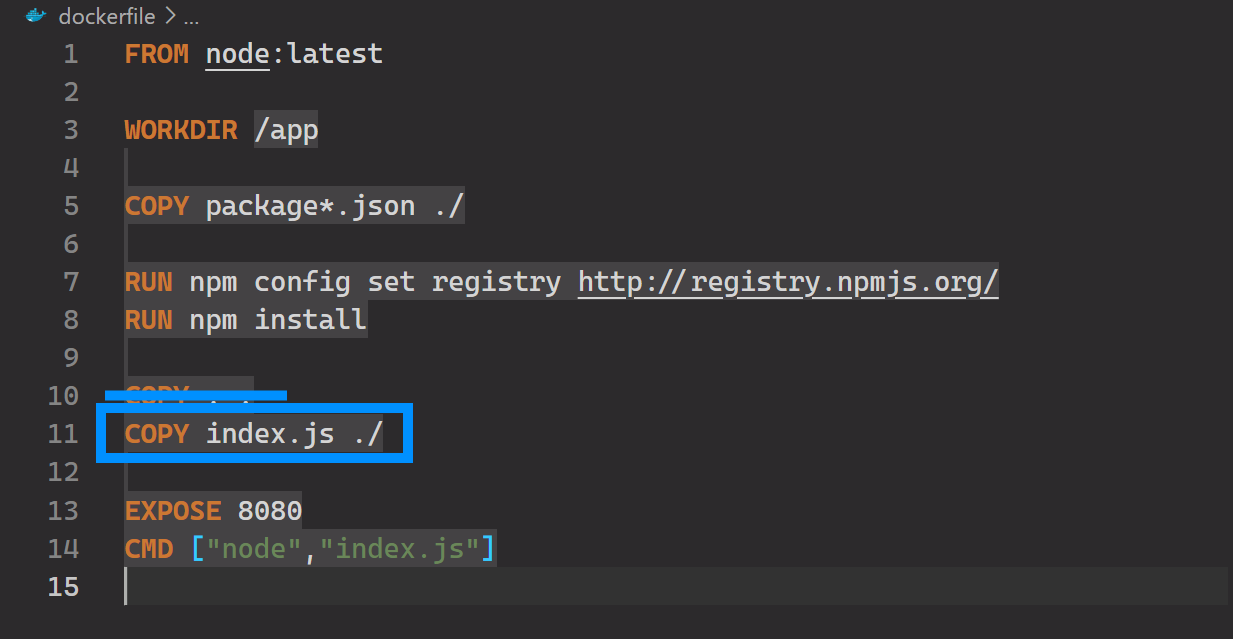 dockerfile > ...
1 FROM node:latest
2
3 WORKDIR /app
4
5 COPY package*.json ./
6
7 RUN npm config set registry http://registry.npmjs.org/
8 RUN npm install
9
10 COPY . .
11 COPY index.js ./
12
13 EXPOSE 8080
14 CMD ["node","index.js"]
15